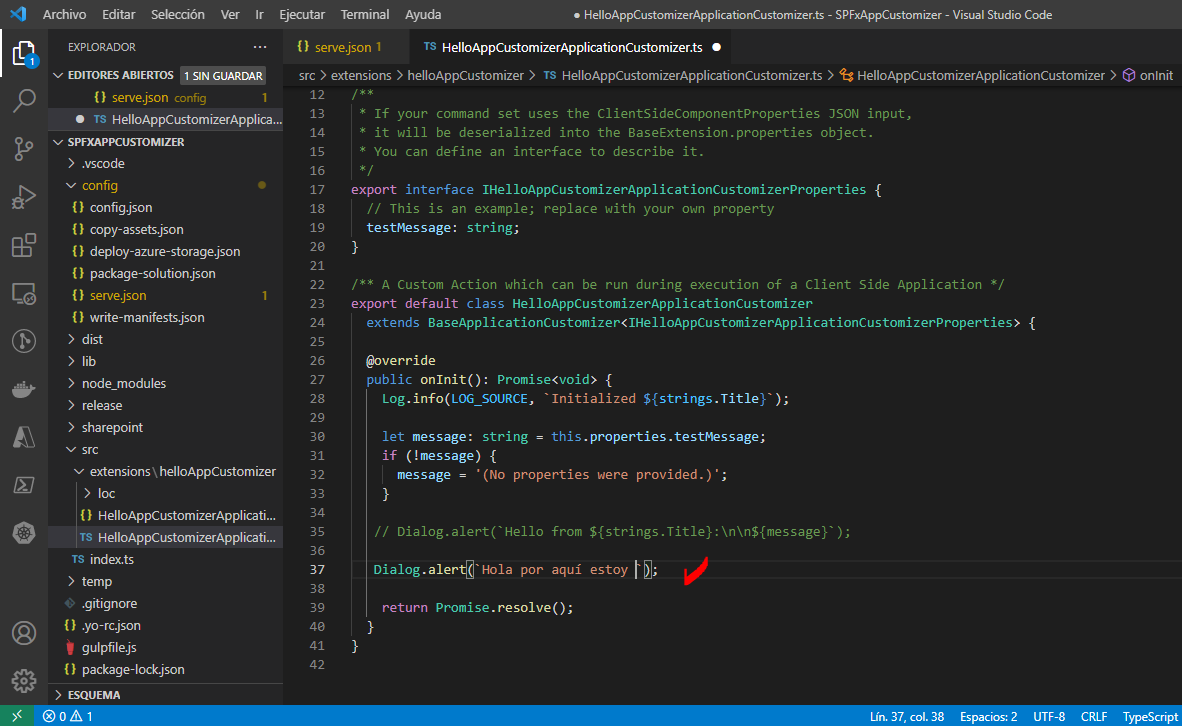 Archivo Editar Selección Ver Ir Ejecutar Terminal Ayuda
● HelloAppCustomizerApplicationCustomizer.ts - SPFxAppCustomizer - Visual Studio Code
1
EXPLORADOR ...
EDITORES ABIERTOS 1 SIN GUARDAR
{} serve.json config 1
● TS HelloAppCustomizerApplica...
SPFXAPPCUSTOMIZER
> .vscode
config
{} config.json
{} copy-assets.json
{} deploy-azure-storage.json
{} package-solution.json
{} serve.json 1
{} write-manifests.json
> dist
> lib
> node_modules
> release
> sharepoint
src
extensions\helloAppCustomizer
> loc
{} HelloAppCustomizerApplicati...
TS HelloAppCustomizerApplicati...
TS index.ts
> temp
.gitignore
{} .yo-rc.json
gulpfile.js
{} package-lock.json
> ESQUEMA
{} serve.json 1
TS HelloAppCustomizerApplicationCustomizer.ts ●
src > extensions > helloAppCustomizer > TS HelloAppCustomizerApplicationCustomizer.ts > HelloAppCustomizerApplicationCustomizer > onInit
12 /**
13  * If your command set uses the ClientSideComponentProperties JSON input,
14  * it will be deserialized into the BaseExtension.properties object.
15  * You can define an interface to describe it.
16  */
17 export interface IHelloAppCustomizerApplicationCustomizerProperties {
18   // This is an example; replace with your own property
19   testMessage: string;
20 }
21
22 /** A Custom Action which can be run during execution of a Client Side Application */
23 export default class HelloAppCustomizerApplicationCustomizer
24   extends BaseApplicationCustomizer<IHelloAppCustomizerApplicationCustomizerProperties> {
25
26   @override
27   public onInit(): Promise<void> {
28     Log.info(LOG_SOURCE, `Initialized ${strings.Title}`);
29
30     let message: string = this.properties.testMessage;
31     if (!message) {
32       message = '(No properties were provided.)';
33     }
34
35    // Dialog.alert(`Hello from ${strings.Title}:\n\n${message}`);
36
37    Dialog.alert(`Hola por aquí estoy `);
38
39     return Promise.resolve();
40   }
41 }
42
0 1
Lín. 37, col. 38 Espacios: 2 UTF-8 CRLF TypeScript